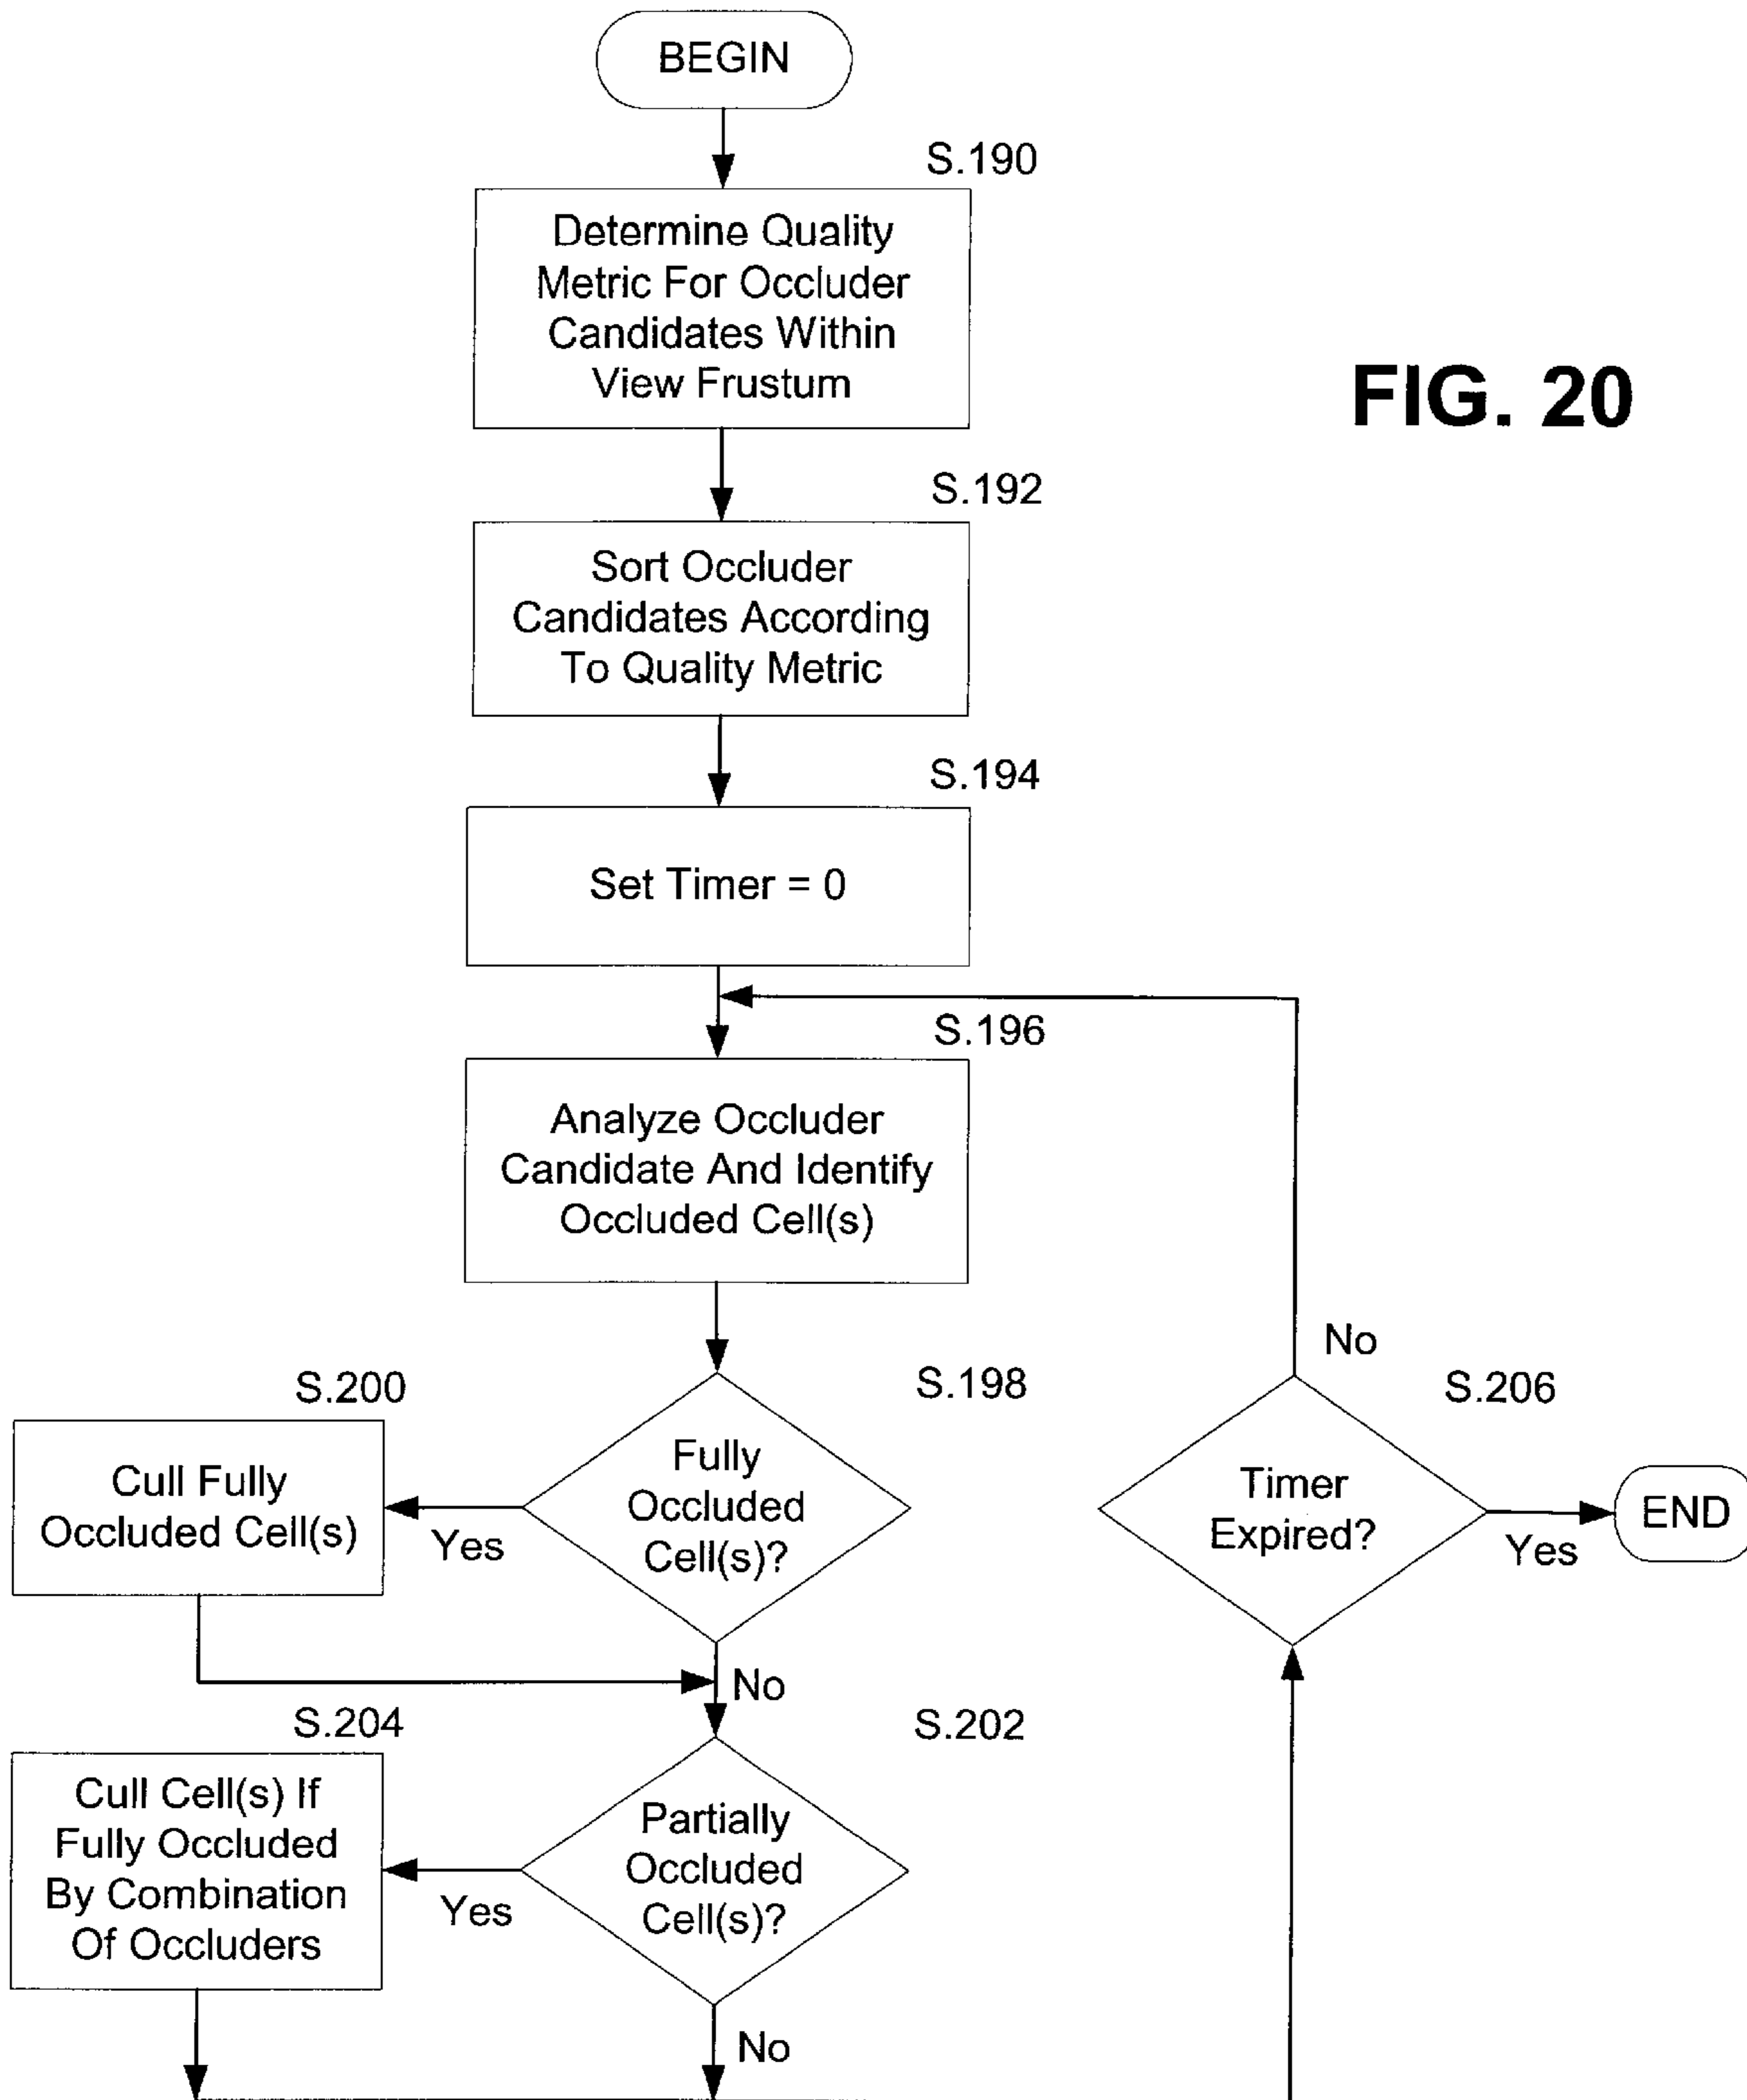 BEGIN
S.190
Determine Quality
Metric For Occluder
Candidates Within
View Frustum
FIG. 20
S.192
Sort Occluder
Candidates According
To Quality Metric
S.194
Set Timer = 0
S.196
Analyze Occluder
Candidate And Identify
Occluded Cell(s)
No
S.200
S.198
S.206
Cull Fully
Occluded Cell(s)
Yes
Fully
Occluded
Cell(s)?
Timer
Expired?
Yes
END
No
S.204
S.202
Cull Cell(s) If
Fully Occluded
By Combination
Of Occluders
Yes
Partially
Occluded
Cell(s)?
No